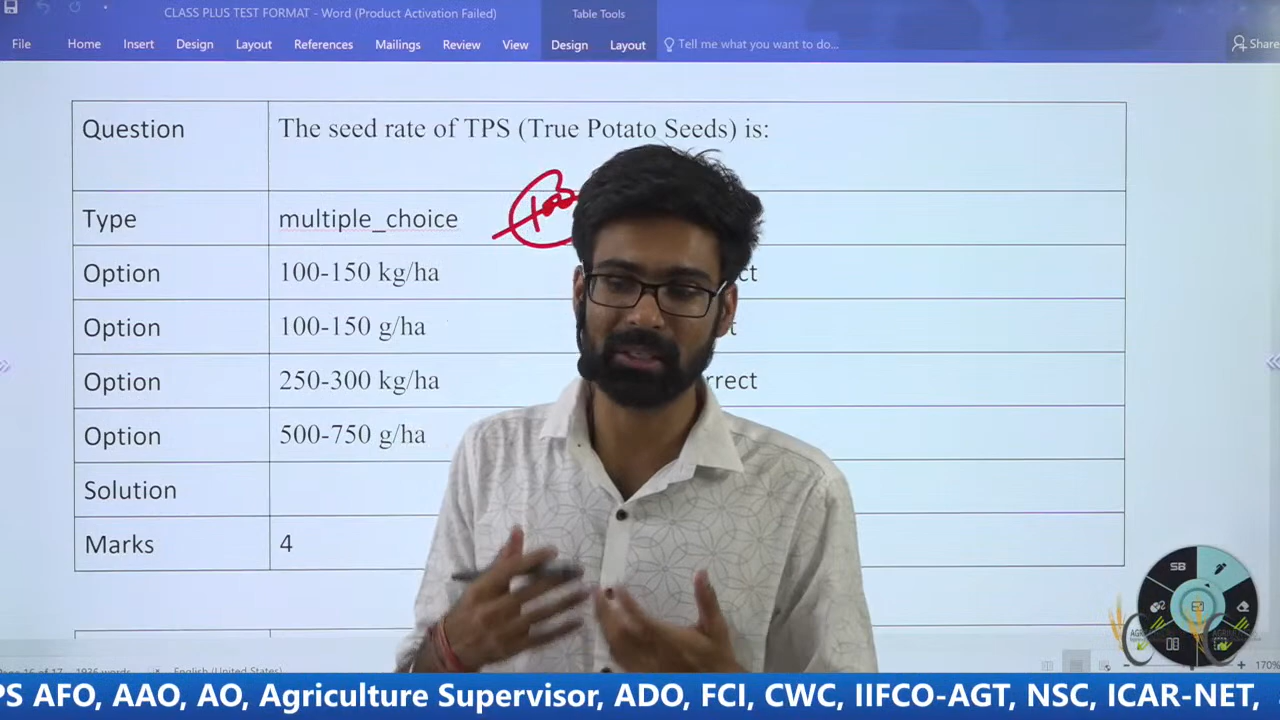 CLASS PLUS TEST FORMAT - Word (Product Activation Failed)
Table Tools
File Home Insert Design Layout References Mailings Review View Design Layout Tell me what you want to do...
Share
Question The seed rate of TPS (True Potato Seeds) is:
Type multiple_choice
Option 100-150 kg/ha
Option 100-150 g/ha
Option 250-300 kg/ha
Option 500-750 g/ha
Solution
Marks 4
SB
170%
PS AFO, AAO, AO, Agriculture Supervisor, ADO, FCI, CWC, IIFCO-AGT, NSC, ICAR-NET,